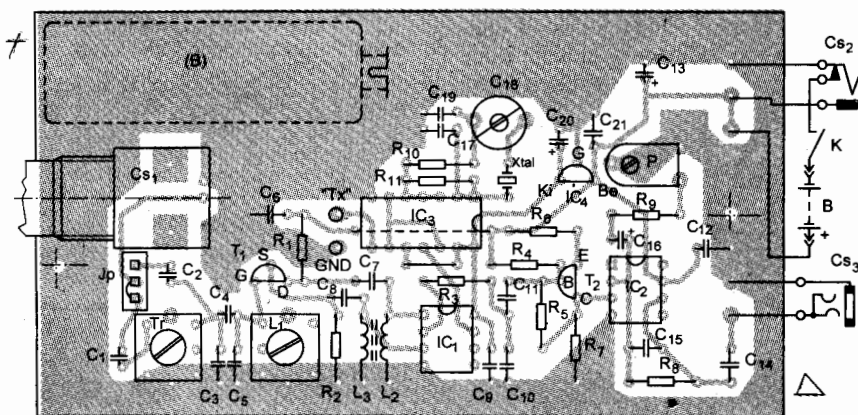 (B)
C13
Cs2
C19
C18
C20
C21
C17
G
P
K
R10
Xtal
R11
Ki
Be
IC4
Cs1
C6
"Tx"
IC3
R6
R9
B
+
C12
C16
R1
T1
S
G
D
GND
C7
R4
E
B
T2
C
IC2
Cs3
Jp
C2
C8
R3
C11
C4
Tr
L1
R5
IC1
C15
C1
R7
R8
C14
C3
C5
R2
L3
L2
C9
C10